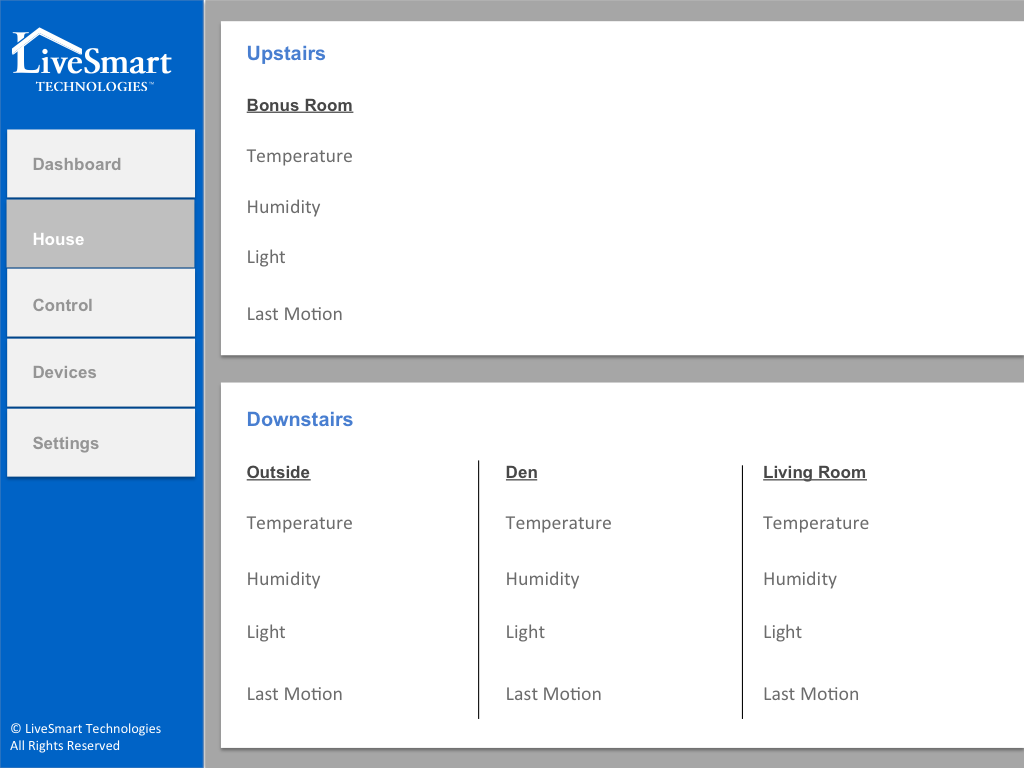 LiveSmart
TECHNOLOGIES™
Dashboard
House
Control
Devices
Settings
© LiveSmart Technologies
All Rights Reserved
Upstairs
Bonus Room
Temperature
Humidity
Light
Last Motion
Downstairs
Outside
Temperature
Humidity
Light
Last Motion
Den
Temperature
Humidity
Light
Last Motion
Living Room
Temperature
Humidity
Light
Last Motion